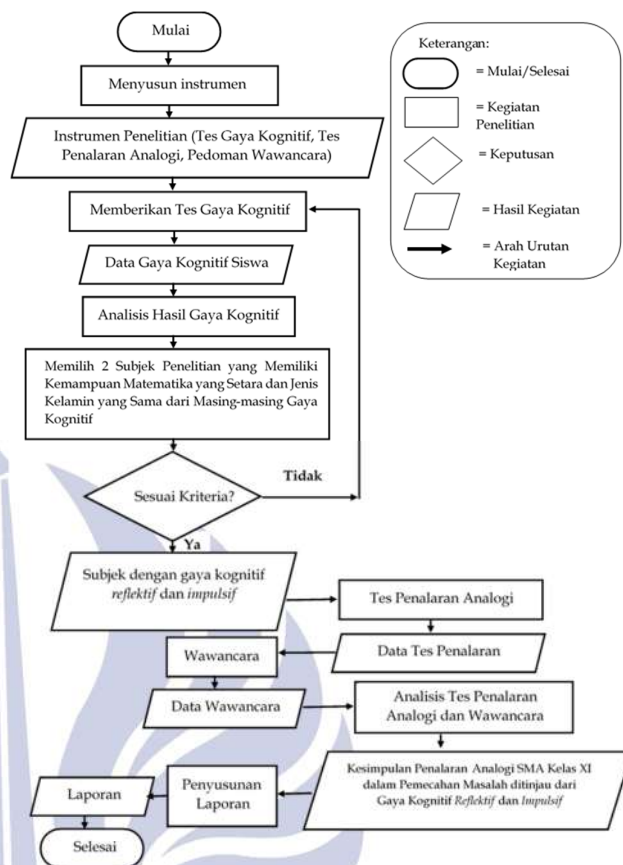 Mulai
Menyusun instrumen
Instrumen Penelitian (Tes Gaya Kognitif, Tes
Penalaran Analogi, Pedoman Wawancara)
Memberikan Tes Gaya Kognitif
Data Gaya Kognitif Siswa
Analisis Hasil Gaya Kognitif
Memilih 2 Subjek Penelitian yang Memiliki
Kemampuan Matematika yang Setara dan Jenis
Kelamin yang Sama dari Masing-masing Gaya
Kognitif
Sesuai Kriteria?
Tidak
Ya
Subjek dengan gaya kognitif
reflektif dan impulsif
Tes Penalaran Analogi
Data Tes Penalaran
Wawancara
Data Wawancara
Analisis Tes Penalaran
Analogi dan Wawancara
Kesimpulan Penalaran Analogi SMA Kelas XI
dalam Pemecahan Masalah ditinjau dari
Gaya Kognitif Reflektif dan Impulsif
Penyusunan
Laporan
Laporan
Selesai
Keterangan:
= Mulai/Selesai
= Kegiatan
Penelitian
= Keputusan
= Hasil Kegiatan
= Arah Urutan
Kegiatan